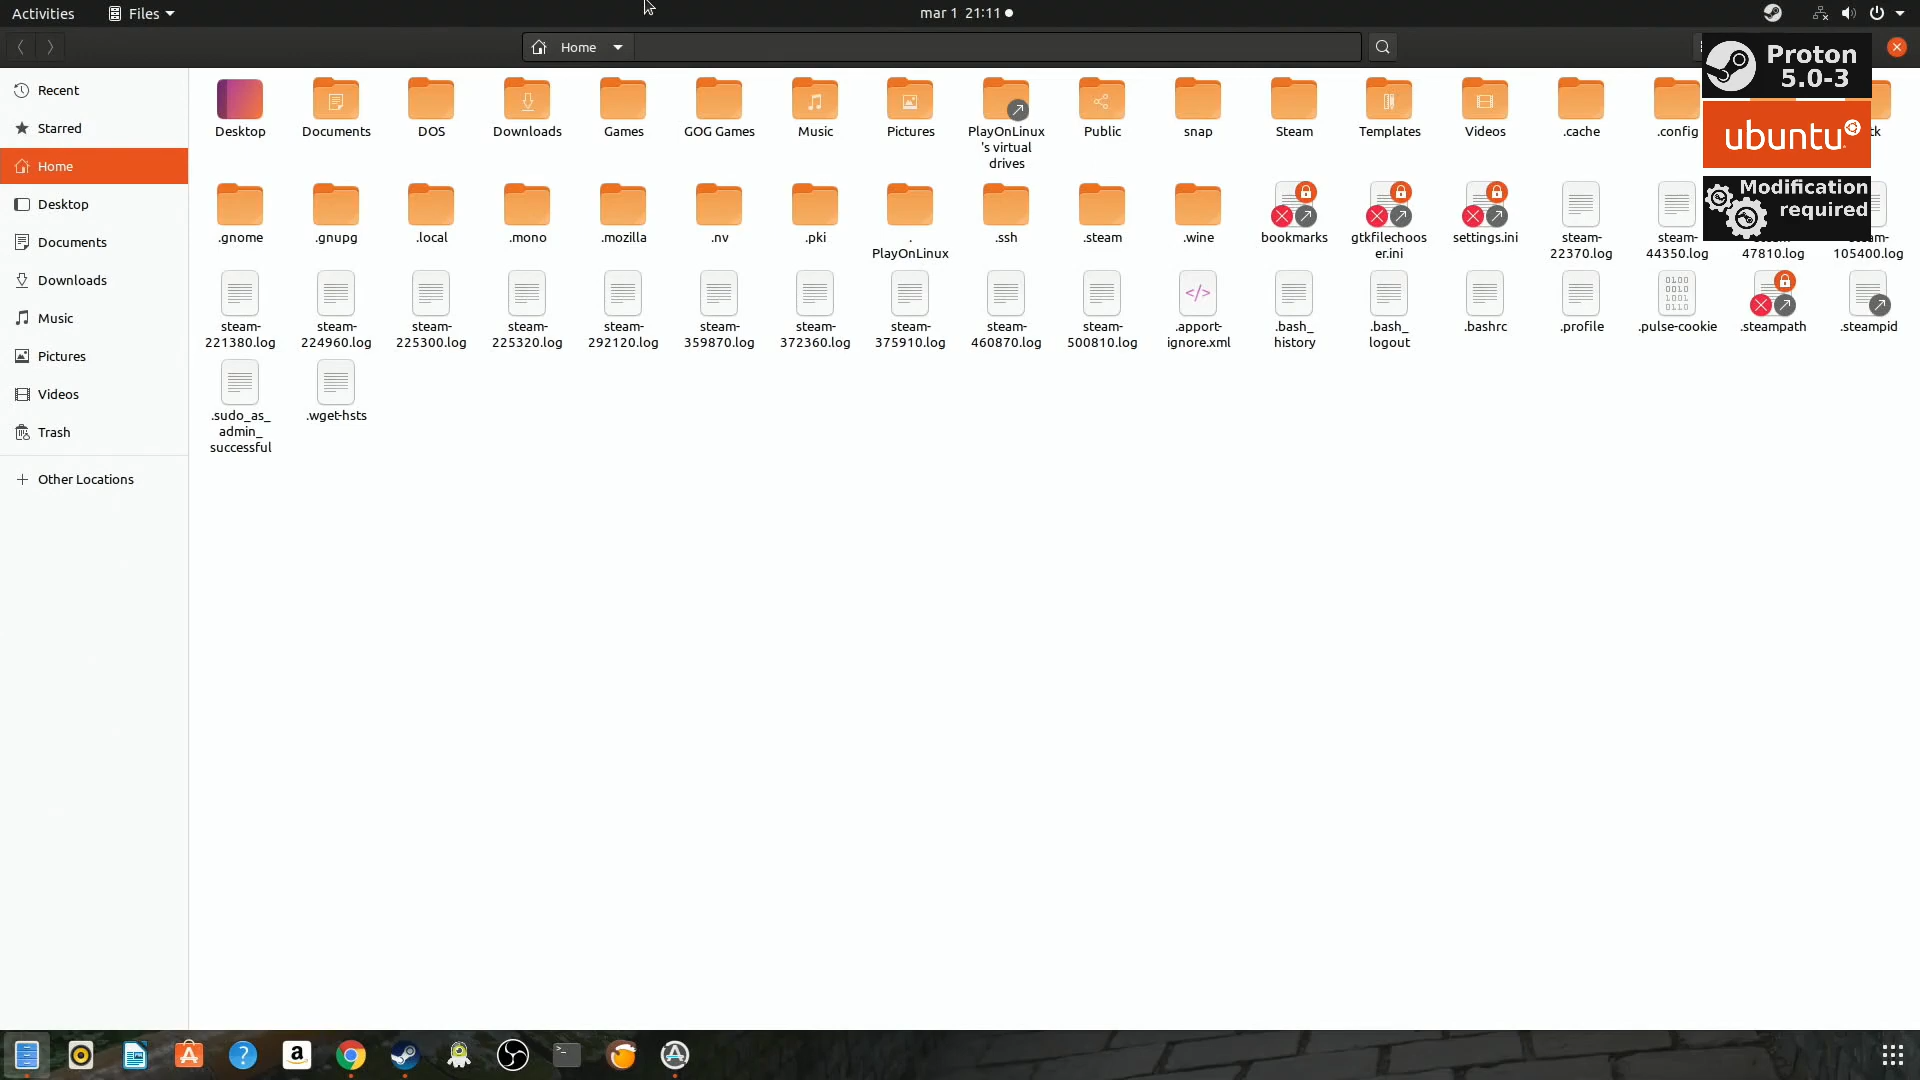 Activities
Files
mar 1 21:11
Home
Proton
5.0-3
ubuntu
Modification
required
Recent
Starred
Home
Desktop
Documents
Downloads
Music
Pictures
Videos
Trash
Other Locations
Desktop
Documents
DOS
Downloads
Games
GOG Games
Music
Pictures
PlayOnLinux
's virtual
drives
Public
snap
Steam
Templates
Videos
.cache
.config
.gnome
.gnupg
.local
.mono
.mozilla
.nv
.pki
.
PlayOnLinux
.ssh
.steam
.wine
bookmarks
gtkfilechoos
er.ini
settings.ini
steam-
22370.log
steam-
44350.log
47810.log
105400.log
steam-
221380.log
steam-
224960.log
steam-
225300.log
steam-
225320.log
steam-
292120.log
steam-
359870.log
steam-
372360.log
steam-
375910.log
steam-
460870.log
steam-
500810.log
.apport-
ignore.xml
.bash_
history
.bash_
logout
.bashrc
.profile
.pulse-cookie
.steampath
.steampid
.sudo_as_
admin_
successful
.wget-hsts